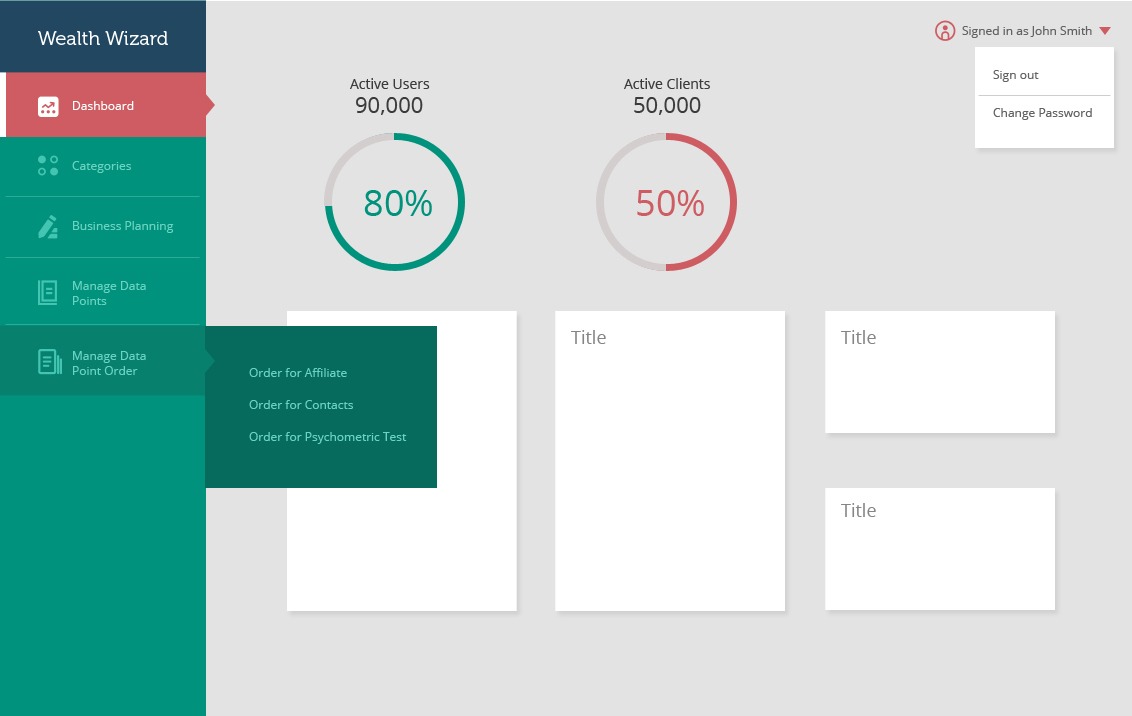 Wealth Wizard
Signed in as John Smith
Sign out
Change Password
Dashboard
Categories
Business Planning
Manage Data
Points
Manage Data
Point Order
Order for Affiliate
Order for Contacts
Order for Psychometric Test
Active Users
90,000
80%
Active Clients
50,000
50%
Title
Title
Title